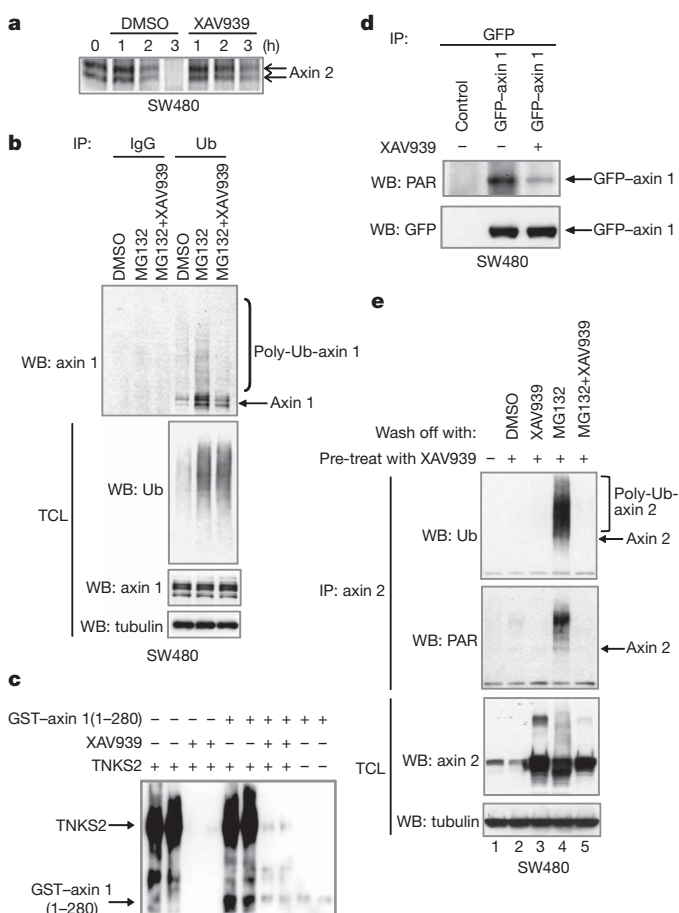 a
DMSO XAV939
0 1 2 3 1 2 3 (h)
Axin 2
SW480
b
IP: IgG Ub
DMSO
MG132
MG132+XAV939
DMSO
MG132
MG132+XAV939
WB: axin 1
Poly-Ub-axin 1
Axin 1
TCL
WB: Ub
WB: axin 1
WB: tubulin
SW480
c
GST–axin 1(1–280) – – – – + + + + + +
XAV939 – – + + – – + + – –
TNKS2 + + + + + + + + – –
TNKS2
GST–axin 1
(1–280)
d
IP: GFP
Control
GFP–axin 1
GFP–axin 1
XAV939 – – +
WB: PAR
GFP–axin 1
WB: GFP
GFP–axin 1
SW480
e
Wash off with:
DMSO
XAV939
MG132
MG132+XAV939
Pre-treat with XAV939 – + + + +
IP: axin 2
WB: Ub
Poly-Ub-
axin 2
Axin 2
WB: PAR
Axin 2
TCL
WB: axin 2
WB: tubulin
1 2 3 4 5
SW480